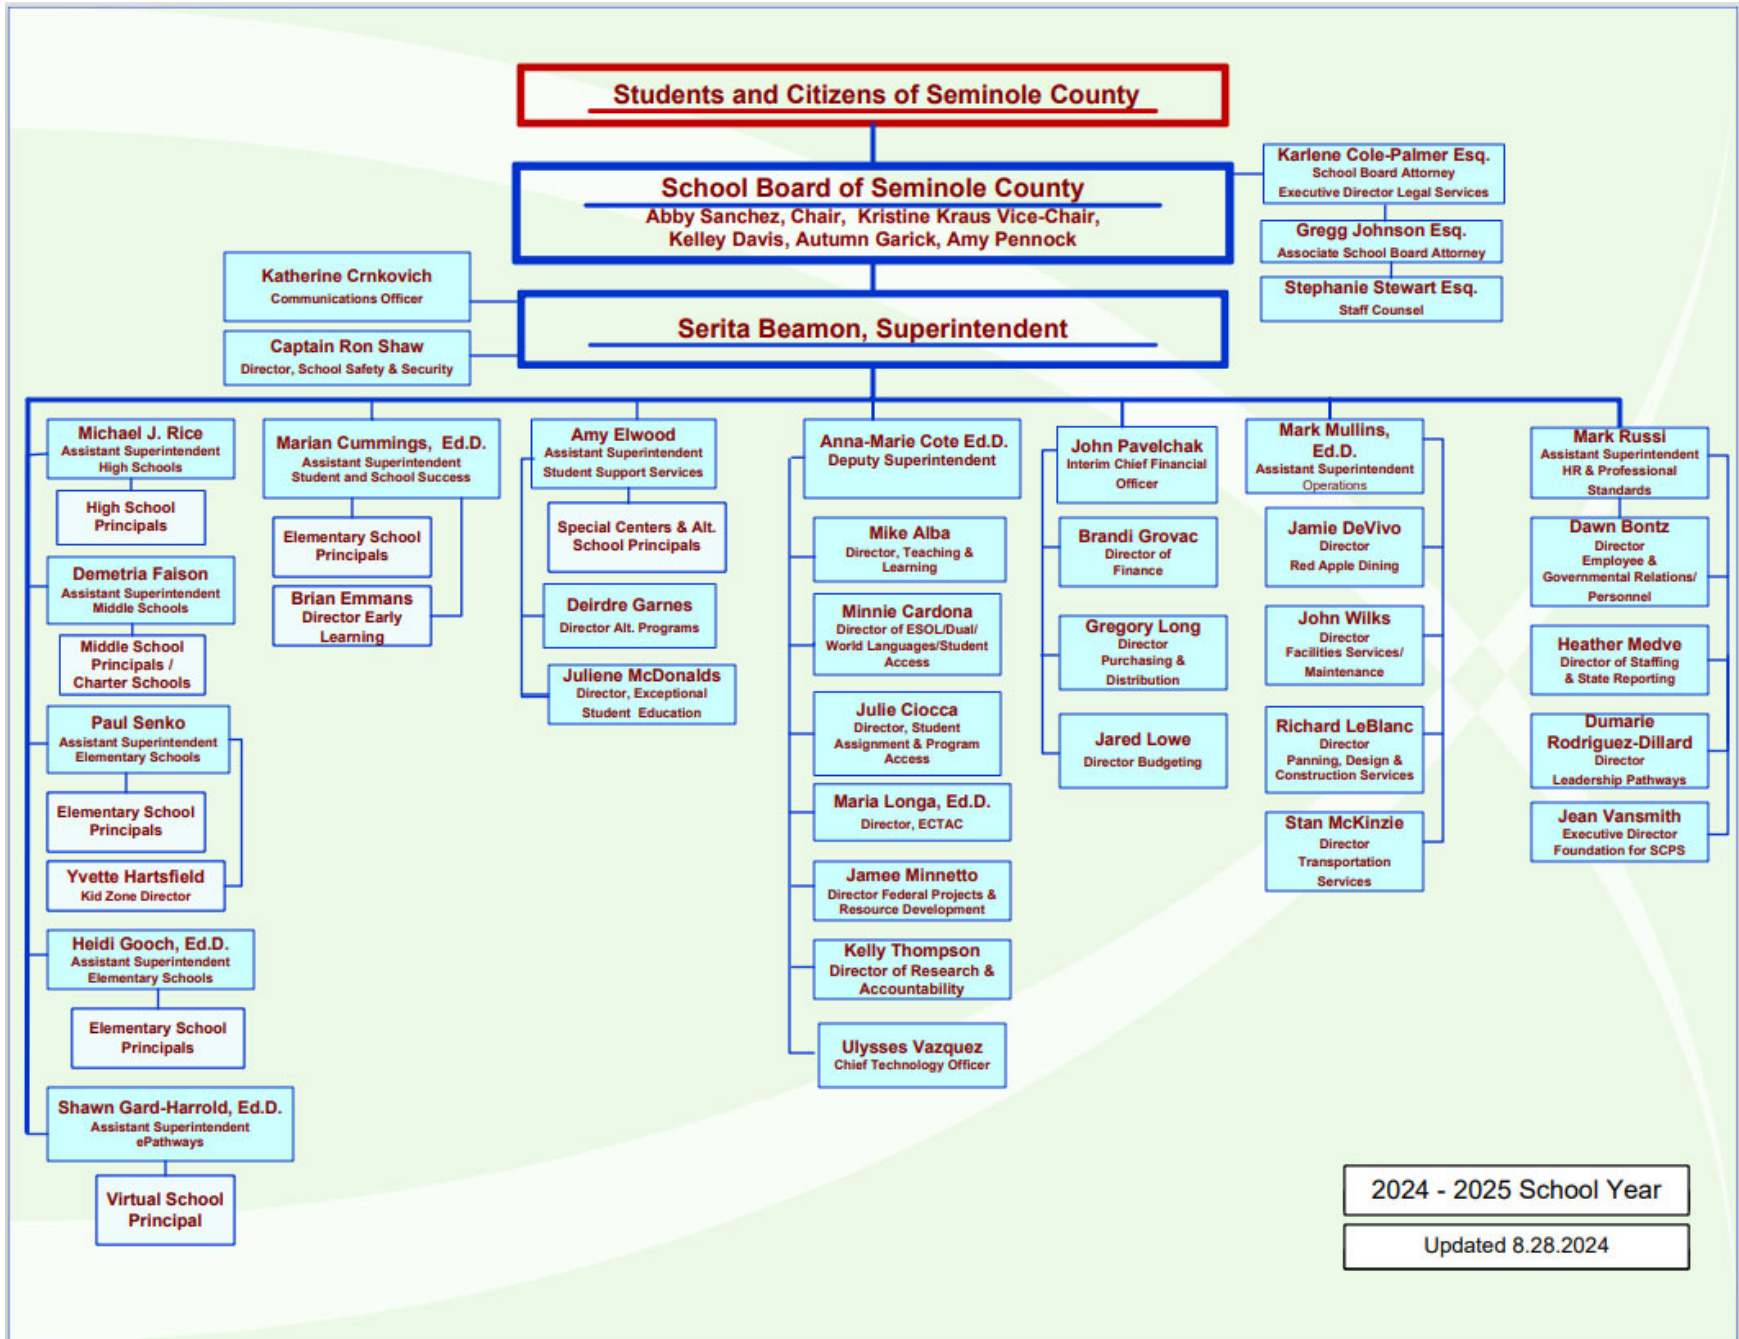 Students and Citizens of Seminole County
School Board of Seminole County
Abby Sanchez, Chair, Kristine Kraus Vice-Chair,
Kelley Davis, Autumn Garick, Amy Pennock
Karlene Cole-Palmer Esq.
School Board Attorney
Executive Director Legal Services
Gregg Johnson Esq.
Associate School Board Attorney
Stephanie Stewart Esq.
Staff Counsel
Katherine Crnkovich
Communications Officer
Captain Ron Shaw
Director, School Safety & Security
Serita Beamon, Superintendent
Michael J. Rice
Assistant Superintendent
High Schools
High School
Principals
Demetria Faison
Assistant Superintendent
Middle Schools
Middle School
Principals /
Charter Schools
Paul Senko
Assistant Superintendent
Elementary Schools
Elementary School
Principals
Yvette Hartsfield
Kid Zone Director
Heidi Gooch, Ed.D.
Assistant Superintendent
Elementary Schools
Elementary School
Principals
Shawn Gard-Harrold, Ed.D.
Assistant Superintendent
ePathways
Virtual School
Principal
Marian Cummings, Ed.D.
Assistant Superintendent
Student and School Success
Elementary School
Principals
Brian Emmans
Director Early
Learning
Amy Elwood
Assistant Superintendent
Student Support Services
Special Centers & Alt.
School Principals
Deirdre Garnes
Director Alt. Programs
Juliene McDonalds
Director, Exceptional
Student Education
Anna-Marie Cote Ed.D.
Deputy Superintendent
Mike Alba
Director, Teaching &
Learning
Minnie Cardona
Director of ESOL/Dual/
World Languages/Student
Access
Julie Ciocca
Director, Student
Assignment & Program
Access
Maria Longa, Ed.D.
Director, ECTAC
Jamee Minnetto
Director Federal Projects &
Resource Development
Kelly Thompson
Director of Research &
Accountability
Ulysses Vazquez
Chief Technology Officer
John Pavelchak
Interim Chief Financial
Officer
Brandi Grovac
Director of
Finance
Gregory Long
Director
Purchasing &
Distribution
Jared Lowe
Director Budgeting
Mark Mullins,
Ed.D.
Assistant Superintendent
Operations
Jamie DeVivo
Director
Red Apple Dining
John Wilks
Director
Facilities Services/
Maintenance
Richard LeBlanc
Director
Panning, Design &
Construction Services
Stan McKinzie
Director
Transportation
Services
Mark Russi
Assistant Superintendent
HR & Professional
Standards
Dawn Bontz
Director
Employee &
Governmental Relations/
Personnel
Heather Medve
Director of Staffing
& State Reporting
Dumarie
Rodriguez-Dillard
Director
Leadership Pathways
Jean Vansmith
Executive Director
Foundation for SCPS
2024 - 2025 School Year
Updated 8.28.2024